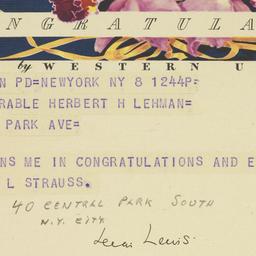 NGRATULA
by WESTERN U
N PD=NEWYORK NY 8 1244P=
RABLE HERBERT H LEHMAN=
PARK AVE=
NS ME IN CONGRATULATIONS AND E
L STRAUSS.
40 CENTRAL PARK SOUTH
N.Y. CITY
Lewis